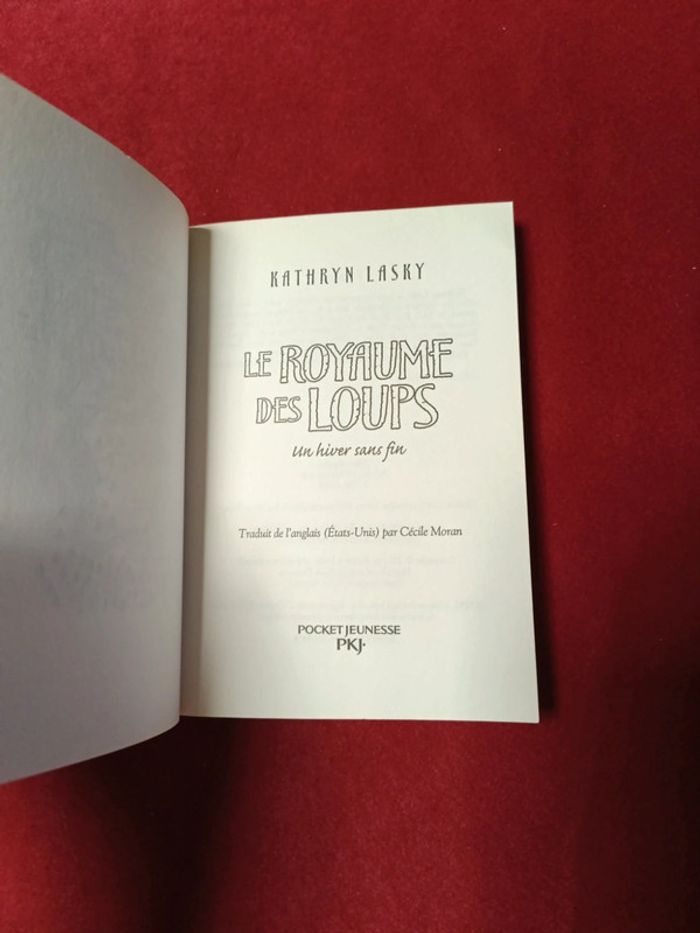 KATHRYN LASKY
LE ROYAUME
DES LOUPS
Un hiver sans fin
Traduit de l'anglais (États-Unis) par Cécile Moran
POCKET JEUNESSE
PKJ·